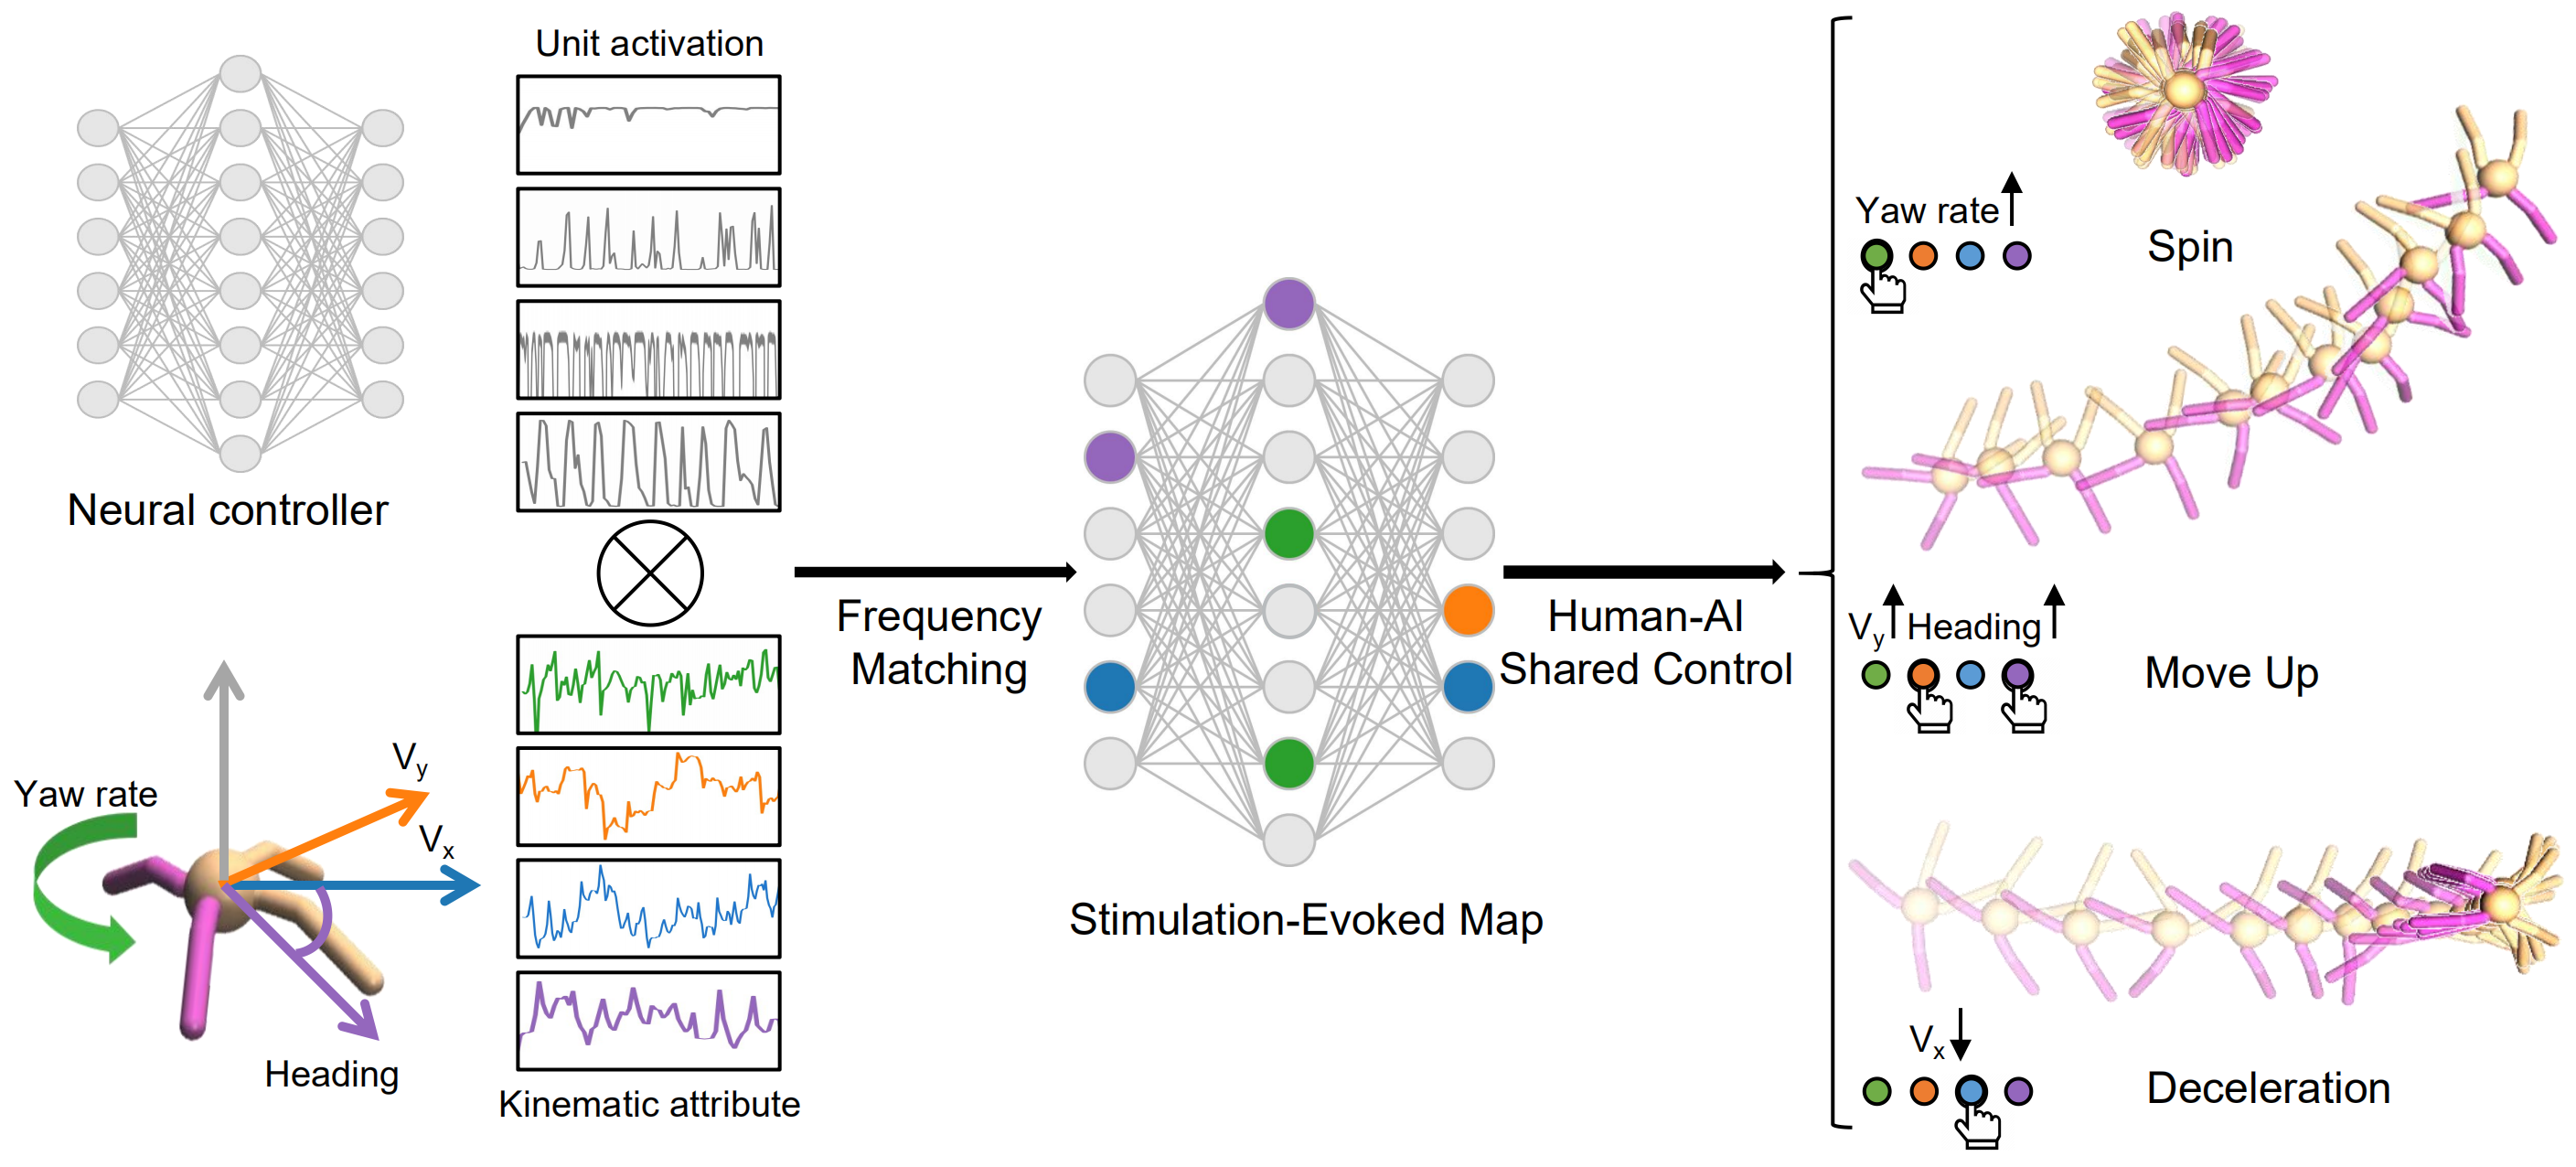 Unit activation
Neural controller
Yaw rate
Vy
Vx
Heading
Kinematic attribute
Frequency
Matching
Stimulation-Evoked Map
Human-AI
Shared Control
Yaw rate
Spin
Vy Heading
Move Up
Vx
Deceleration